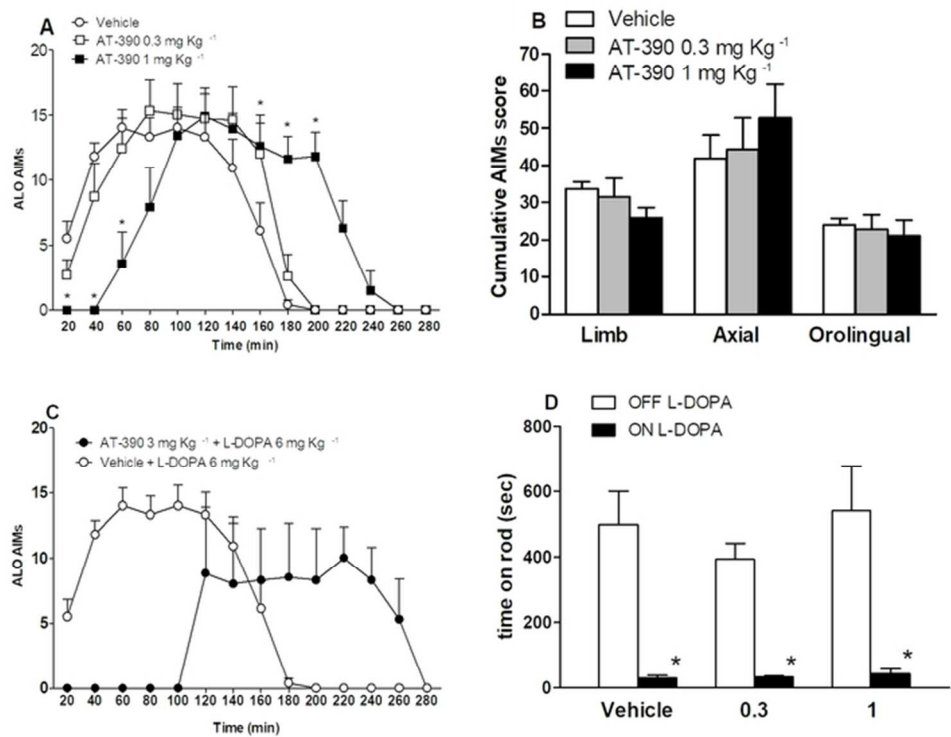 A
Vehicle
AT-390 0.3 mg Kg -1
AT-390 1 mg Kg -1
20
15
10
5
0
ALO AIMs
* * * * * *
20 40 60 80 100 120 140 160 180 200 220 240 260 280
Time (min)
B
Vehicle
AT-390 0.3 mg Kg -1
AT-390 1 mg Kg -1
70
60
50
40
30
20
10
0
Cumulative AIMs score
Limb Axial Orolingual
C
AT-390 3 mg Kg -1 + L-DOPA 6 mg Kg -1
Vehicle + L-DOPA 6 mg Kg -1
20
15
10
5
0
ALO AIMs
20 40 60 80 100 120 140 160 180 200 220 240 260 280
Time (min)
D
OFF L-DOPA
ON L-DOPA
800
600
400
200
0
time on rod (sec)
* * *
Vehicle 0.3 1